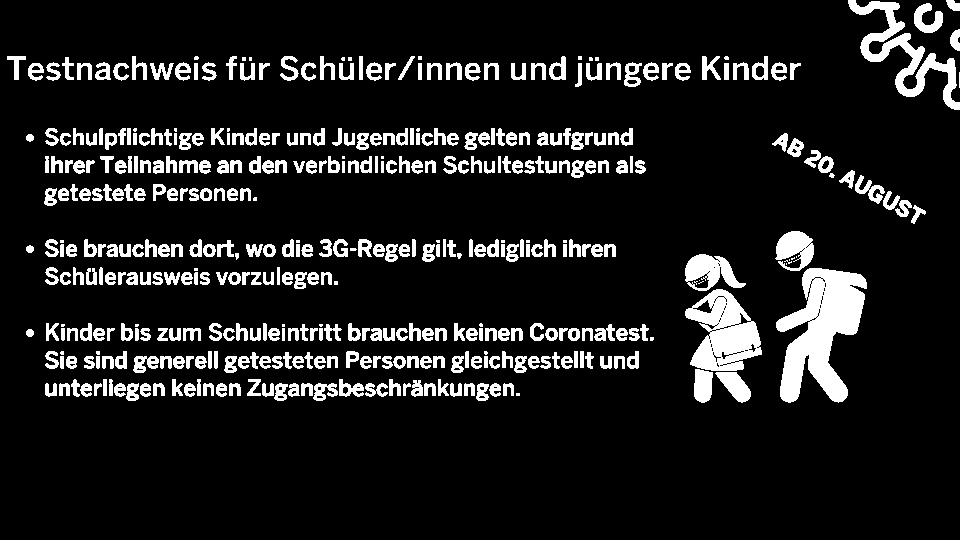 Testnachweis für Schüler/innen und jüngere Kinder
• Schulpflichtige Kinder und Jugendliche gelten aufgrund
ihrer Teilnahme an den verbindlichen Schultestungen als
getestete Personen.
• Sie brauchen dort, wo die 3G-Regel gilt, lediglich ihren
Schülerausweis vorzulegen.
• Kinder bis zum Schuleintritt brauchen keinen Coronatest.
Sie sind generell getesteten Personen gleichgestellt und
unterliegen keinen Zugangsbeschränkungen.
AB 20. AUGUST